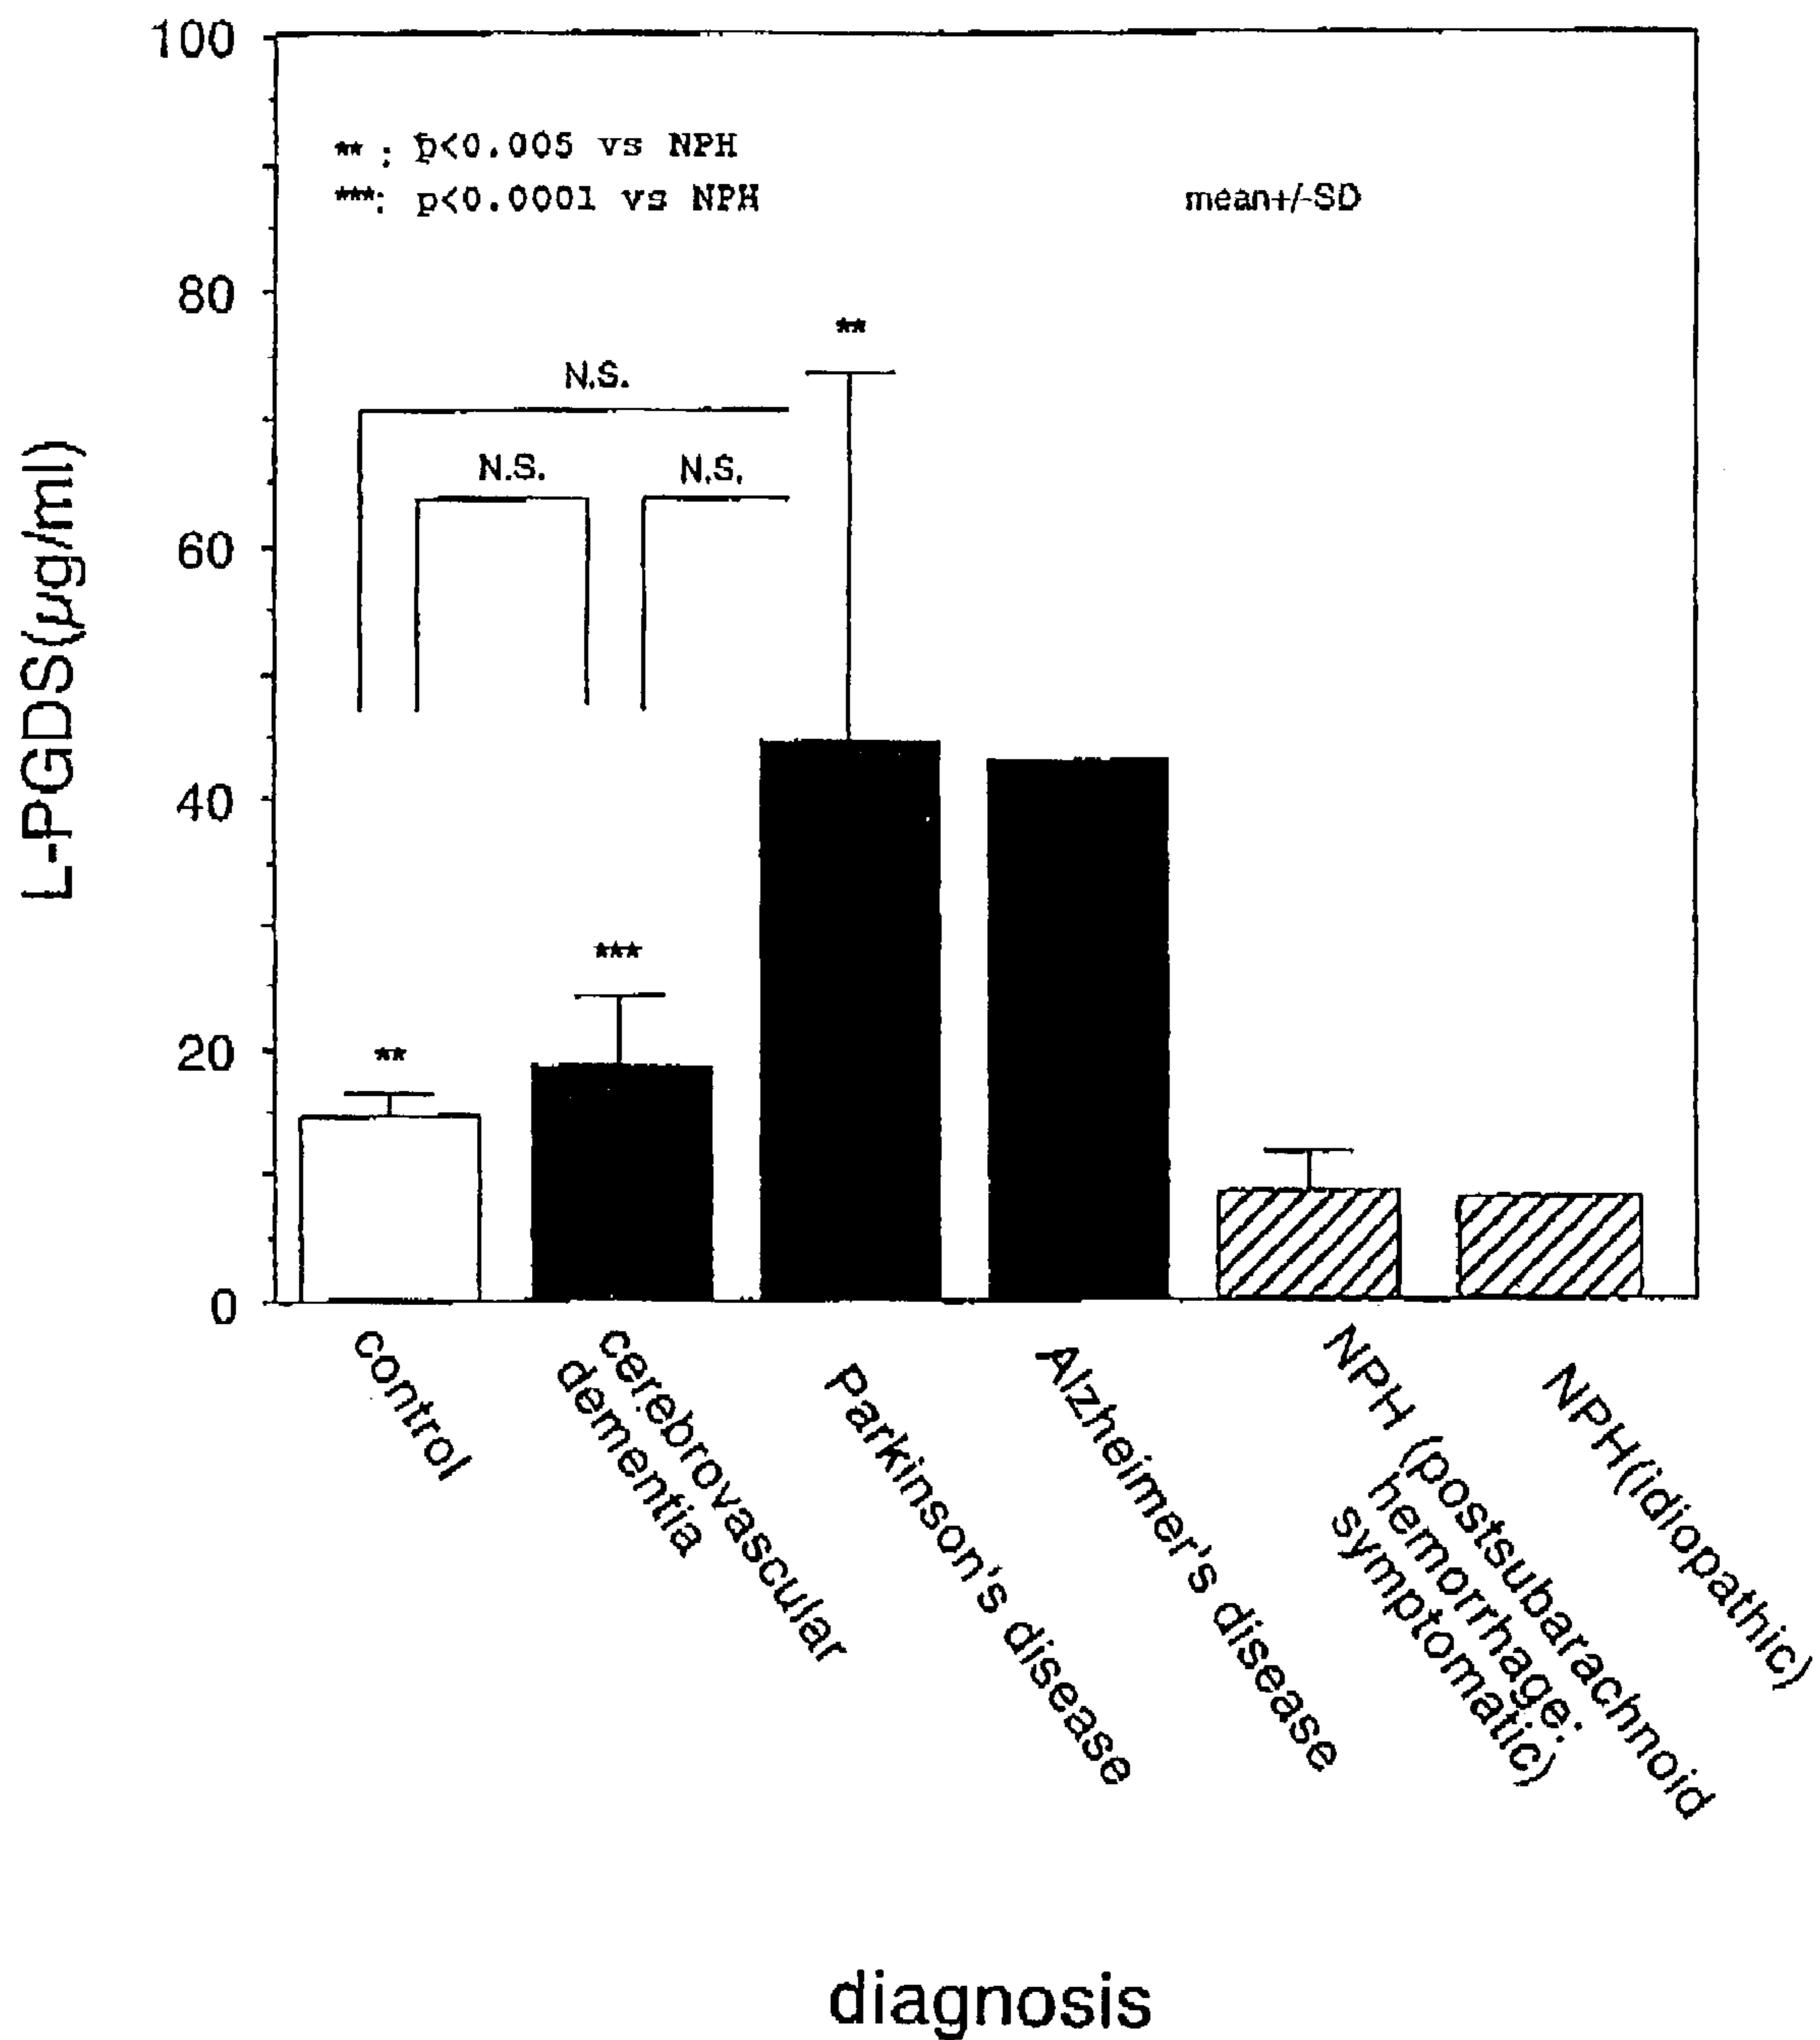 100
** : p<0.005 vs NPH
***: p<0.0001 vs NPH
mean+/-SD
80
**
N.S.
N.S.
N.S.
60
L-PGDS(μg/ml)
40
***
20
**
0
control
cerebrovascular
dementia
Parkinson's disease
Alzheimer's disease
NPH (postsubarachnoid
hemorrhage:
symptomatic)
NPH(idiopathic)
diagnosis